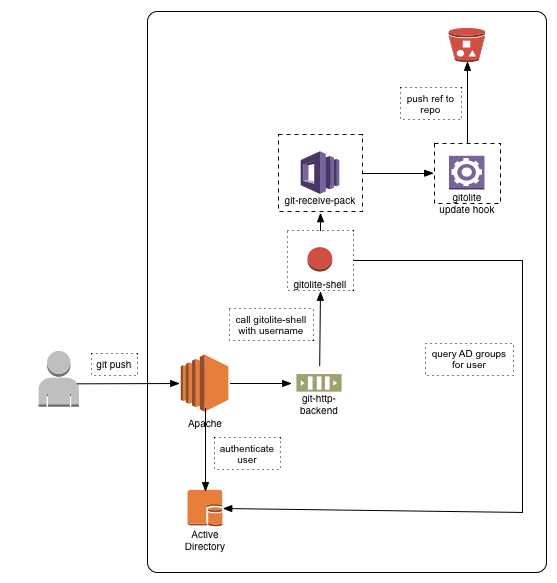 push ref to
repo
git-receive-pack
gitolite
update hook
gitolite-shell
call gitolite-shell
with username
query AD groups
for user
git push
Apache
git-http-
backend
authenticate
user
Active
Directory